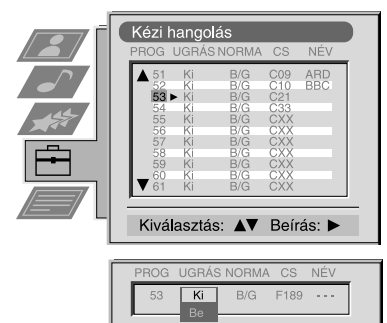 Kézi hangolás
PROG UGRÁS NORMA CS NÉV
▲ 51 Ki B/G C09 ARD
52 Ki B/G C10 BBC
53 ► Ki B/G C21
54 Ki B/G C33
55 Ki B/G CXX
56 Ki B/G CXX
57 Ki B/G CXX
58 Ki B/G CXX
59 Ki B/G CXX
60 Ki B/G CXX
▼ 61 Ki B/G CXX
Kiválasztás: ▲▼ Beírás: ►
PROG UGRÁS NORMA CS NÉV
53 Ki B/G F189 - - -
Be